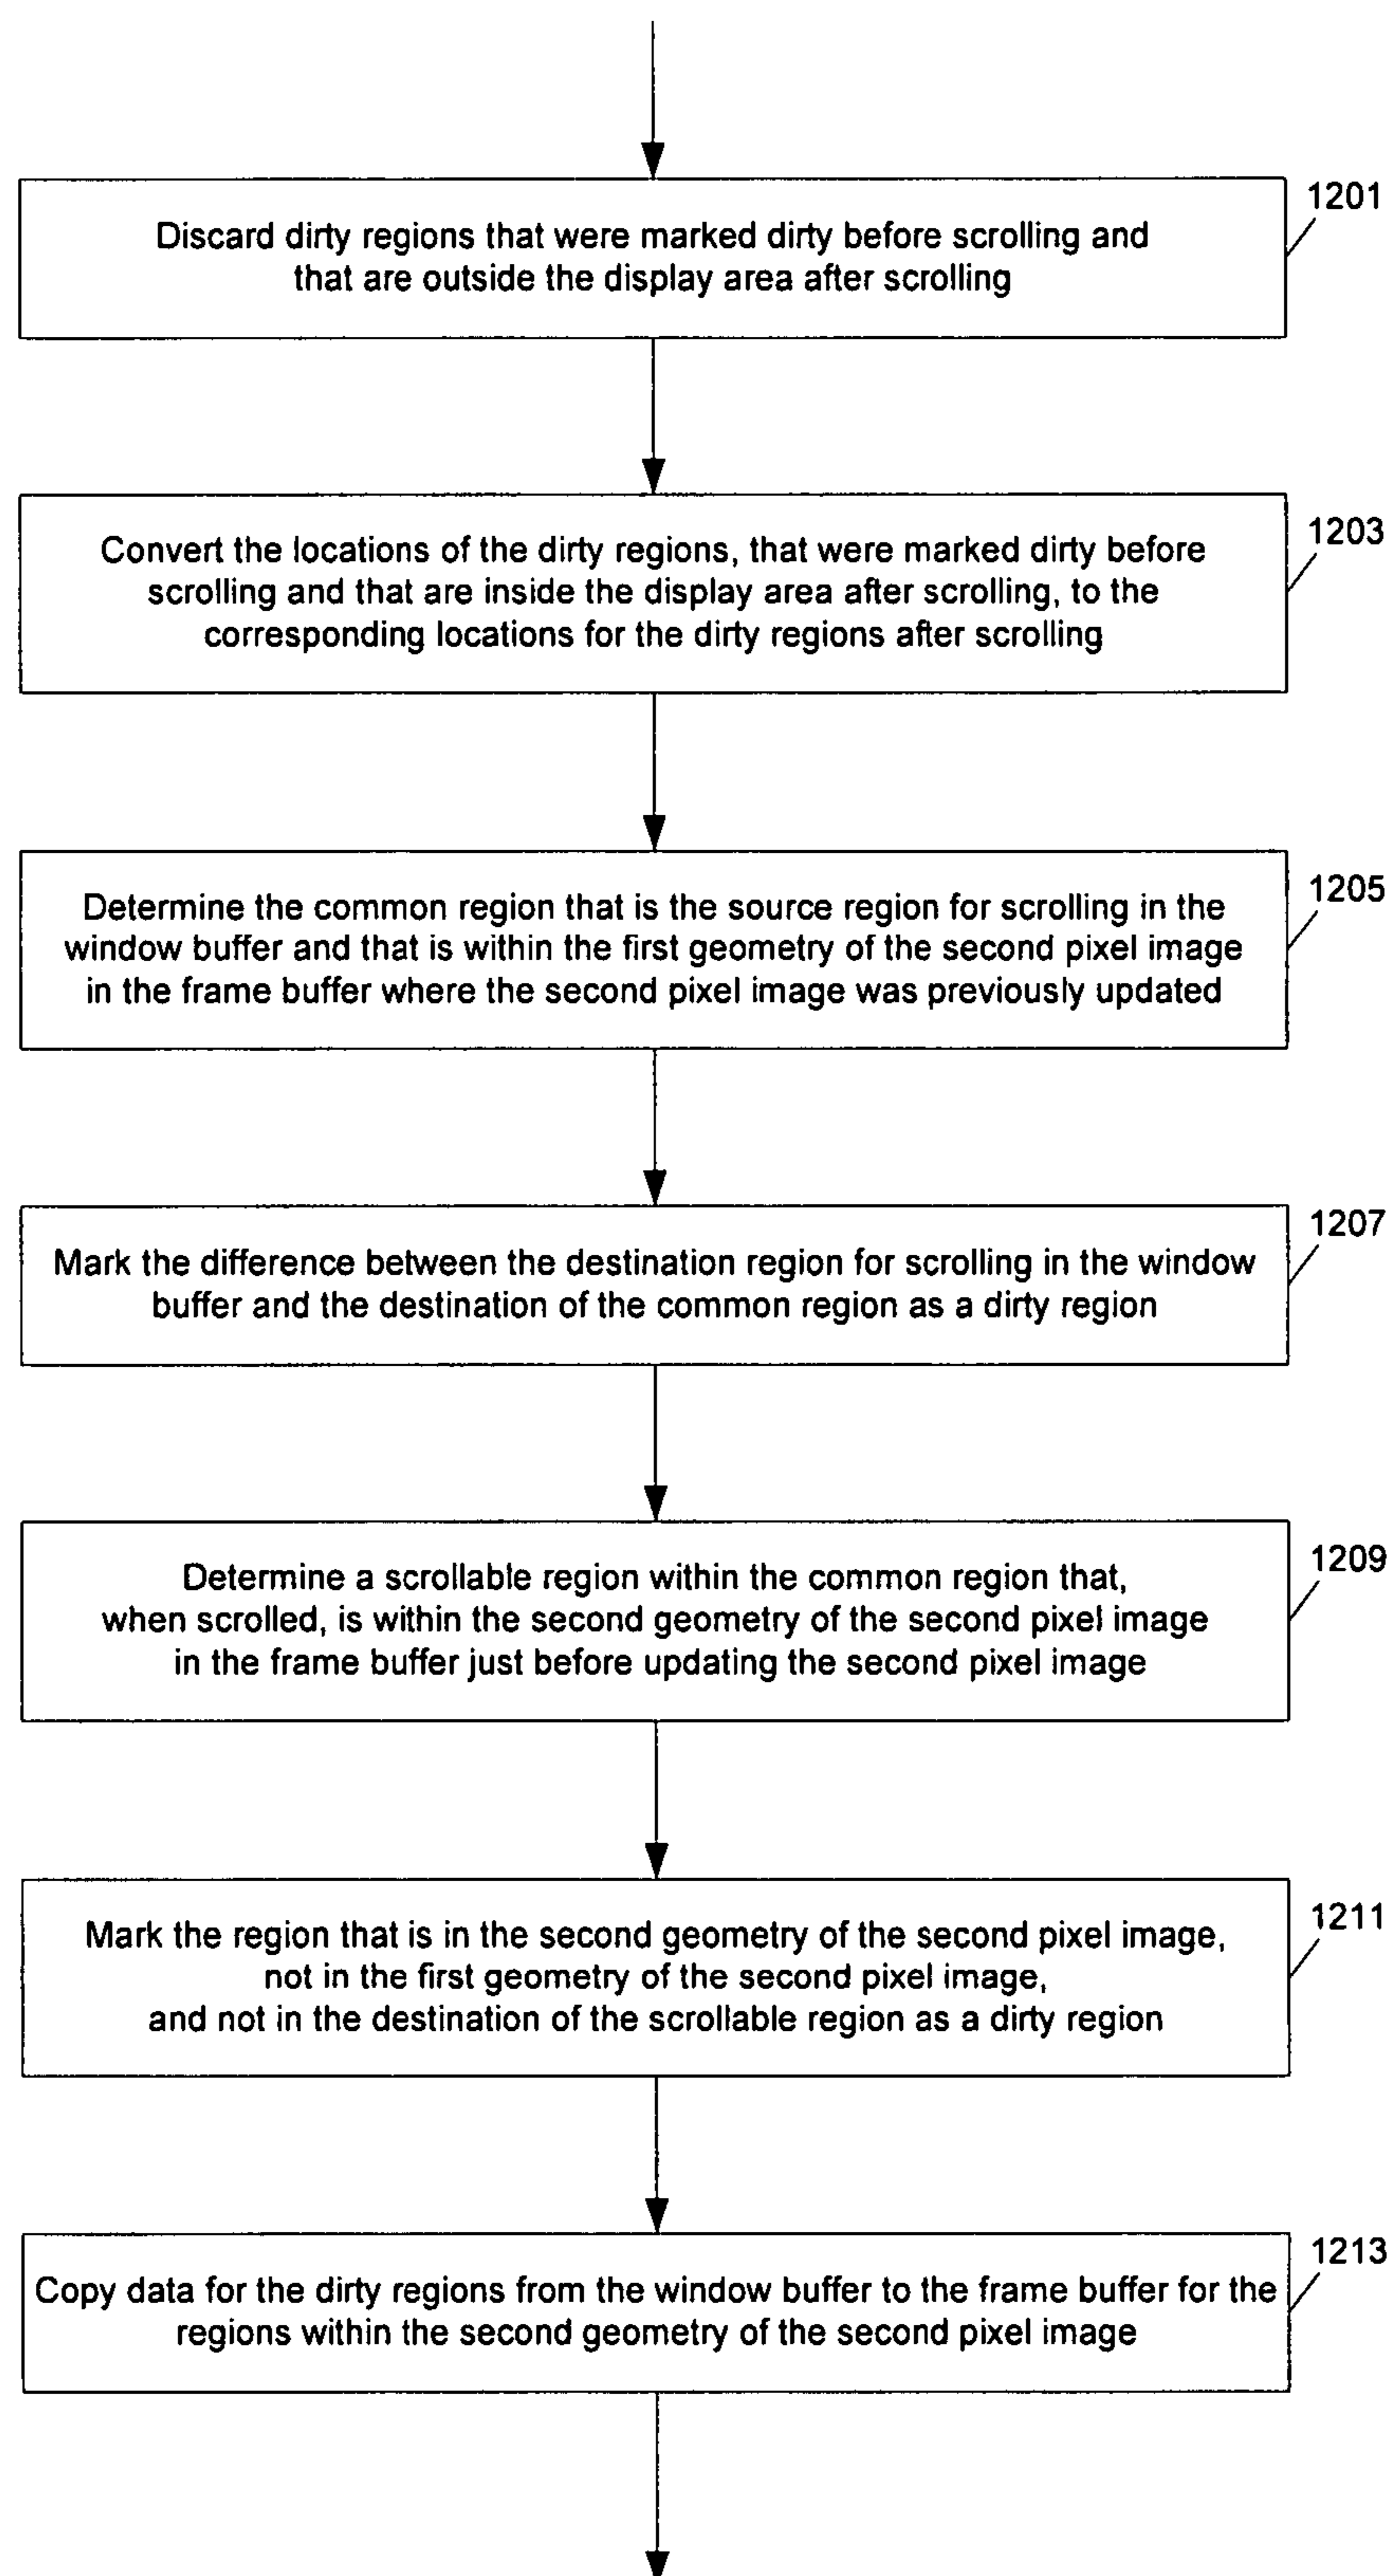 1201
Discard dirty regions that were marked dirty before scrolling and
that are outside the display area after scrolling
1203
Convert the locations of the dirty regions, that were marked dirty before
scrolling and that are inside the display area after scrolling, to the
corresponding locations for the dirty regions after scrolling
1205
Determine the common region that is the source region for scrolling in the
window buffer and that is within the first geometry of the second pixel image
in the frame buffer where the second pixel image was previously updated
1207
Mark the difference between the destination region for scrolling in the window
buffer and the destination of the common region as a dirty region
1209
Determine a scrollable region within the common region that,
when scrolled, is within the second geometry of the second pixel image
in the frame buffer just before updating the second pixel image
1211
Mark the region that is in the second geometry of the second pixel image,
not in the first geometry of the second pixel image,
and not in the destination of the scrollable region as a dirty region
1213
Copy data for the dirty regions from the window buffer to the frame buffer for the
regions within the second geometry of the second pixel image